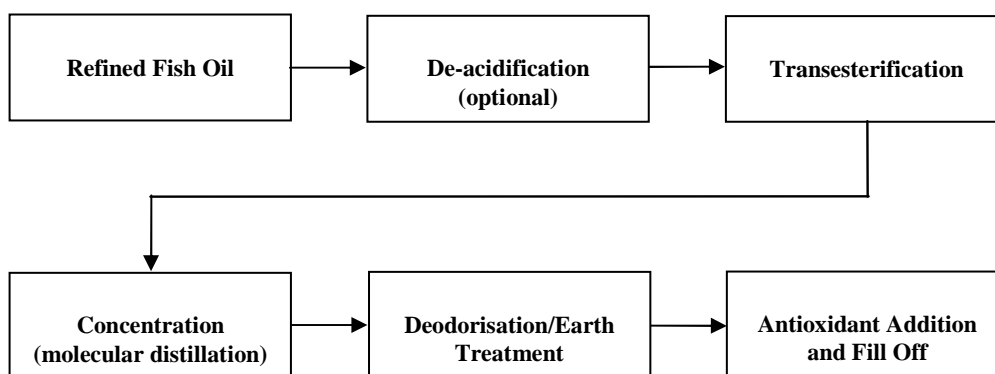 Refined Fish Oil
De-acidification
(optional)
Transesterification
Concentration
(molecular distillation)
Deodorisation/Earth
Treatment
Antioxidant Addition
and Fill Off